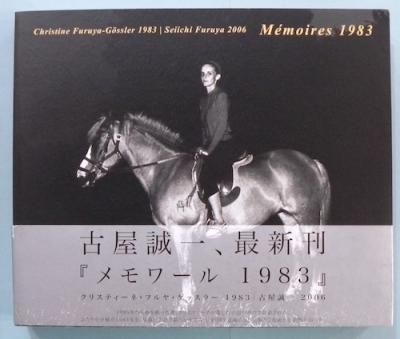 Christine Furuya-Gössler 1983 | Seiichi Furuya 2006 Mémoires 1983
古屋誠一、最新刊
『メモワール 1983』
クリスティーネ・フルヤ・ゲッスラー 1983 | 古屋誠一 2006